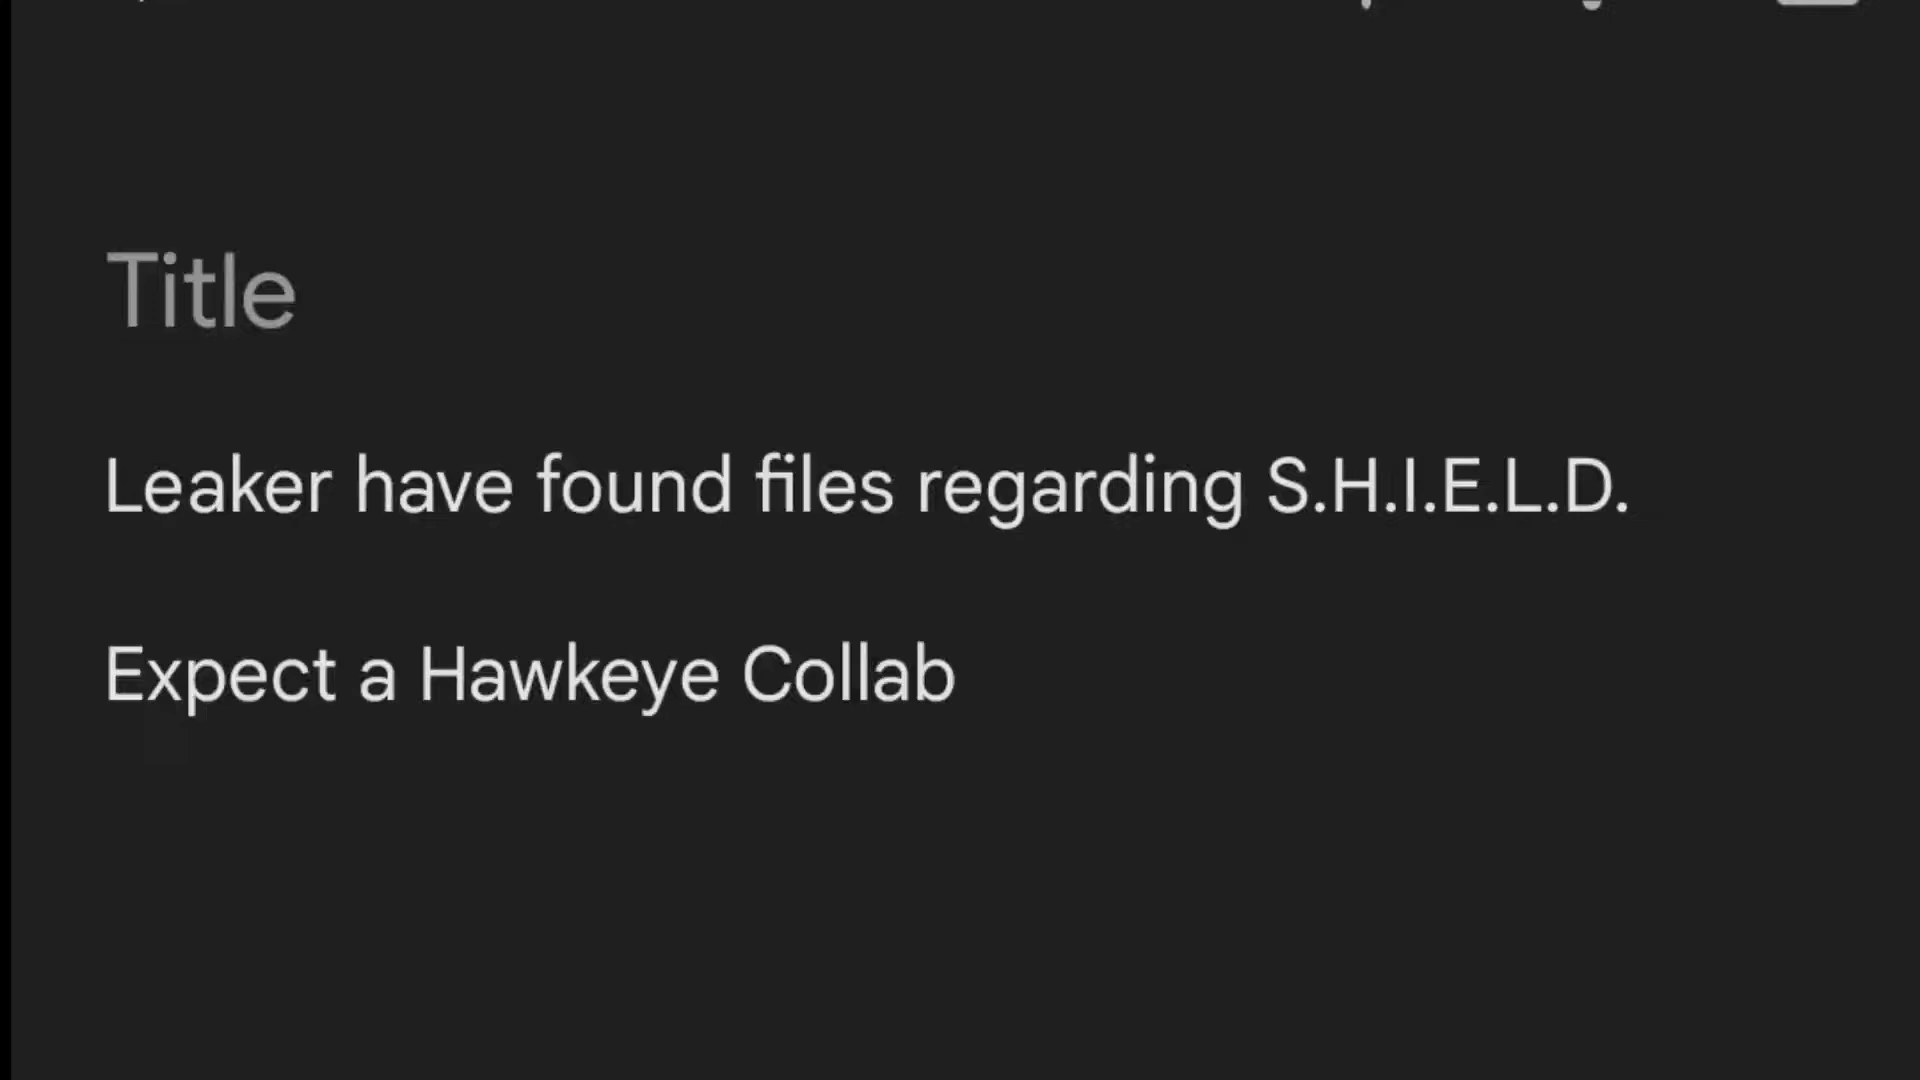 Title
Leaker have found files regarding S.H.I.E.L.D.
Expect a Hawkeye Collab